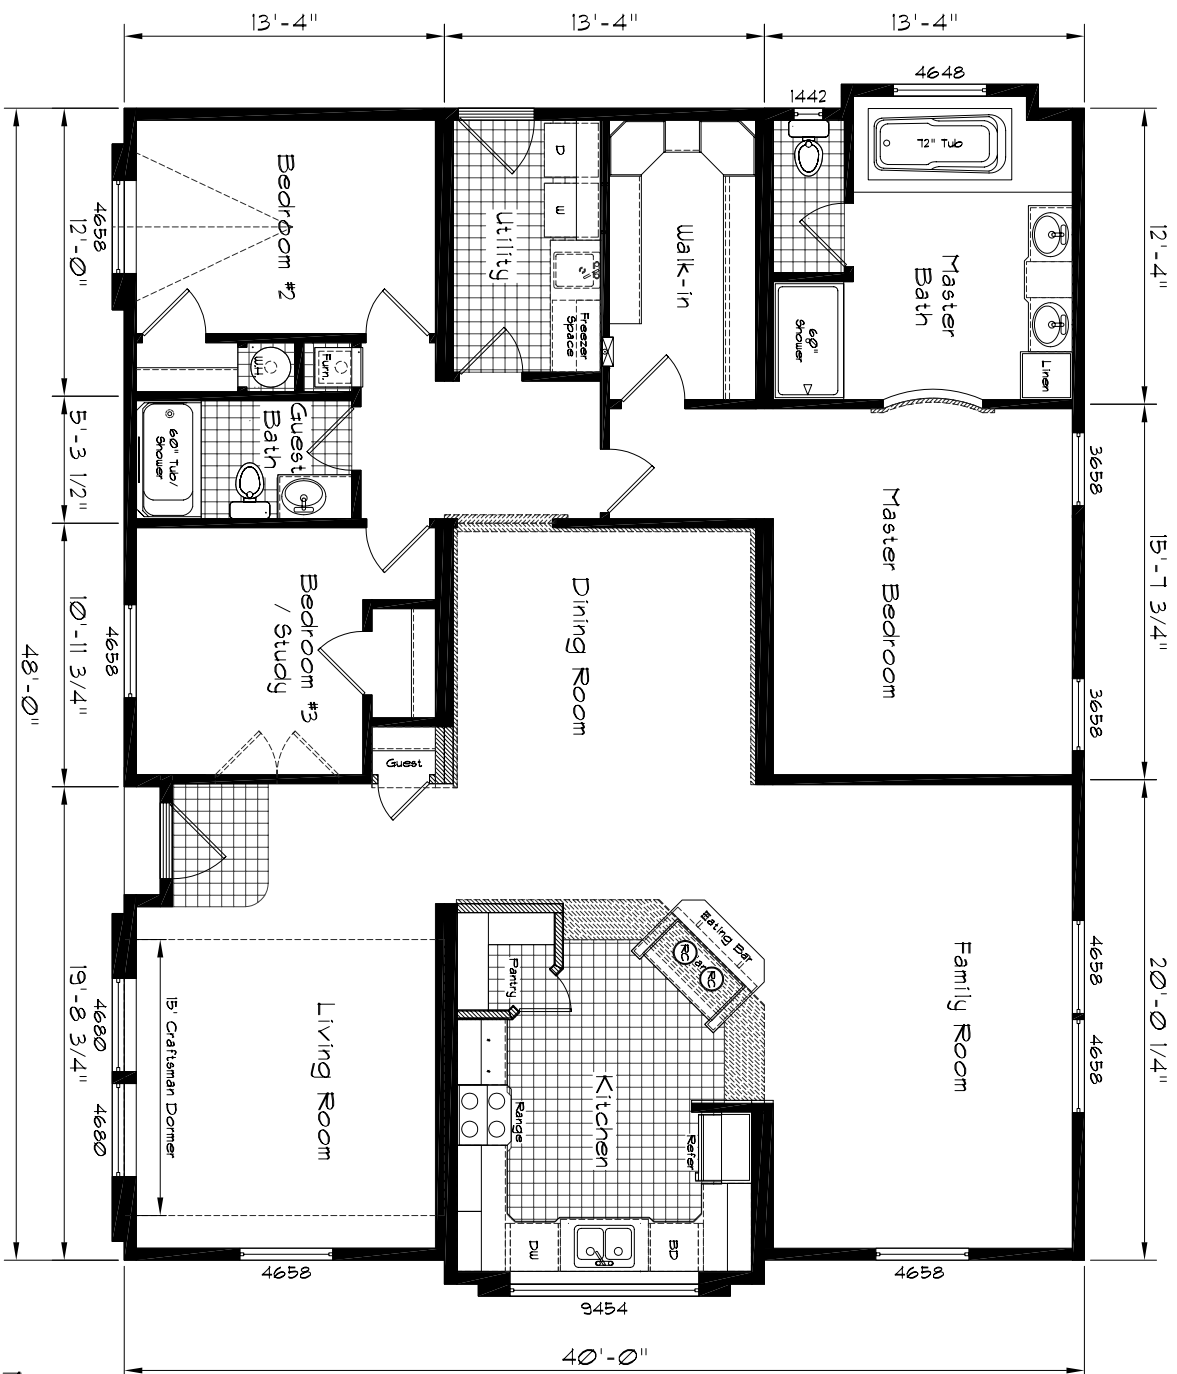 13'-4"
13'-4"
13'-4"
4648
1442
72" Tub
Bedroom #2
Utility
D
W
Freezer
Space
Walk-in
Master
Bath
60"
Shower
Linen
12'-4"
4658
12'-0"
W.H.
Furn.
Guest
Bath
60" Tub/
Shower
5'-3 1/2"
3658
Master Bedroom
15'-7 3/4"
3658
Dining Room
Bedroom #3
/ Study
4658
10'-11 3/4"
48'-0"
Guest
Eating Bar
RC
RC
Pantry
Family Room
4658
4658
20'-0 1/4"
Living Room
15' Craftsman Dormer
4680
4680
19'-8 3/4"
Kitchen
Range
Refer
DW
BD
4658
4658
9454
40'-0"